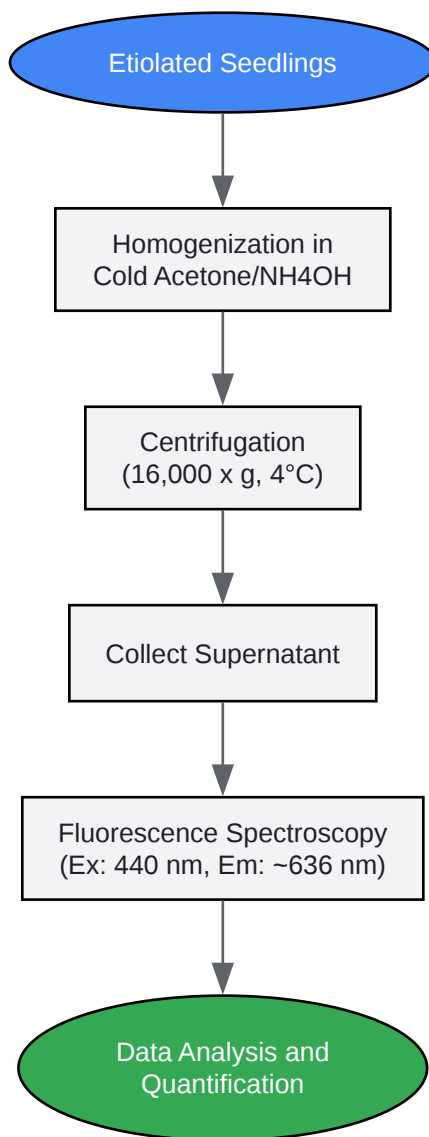 Etiolated Seedlings
Homogenization in
Cold Acetone/NH4OH
Centrifugation
(16,000 x g, 4°C)
Collect Supernatant
Fluorescence Spectroscopy
(Ex: 440 nm, Em: ~636 nm)
Data Analysis and
Quantification